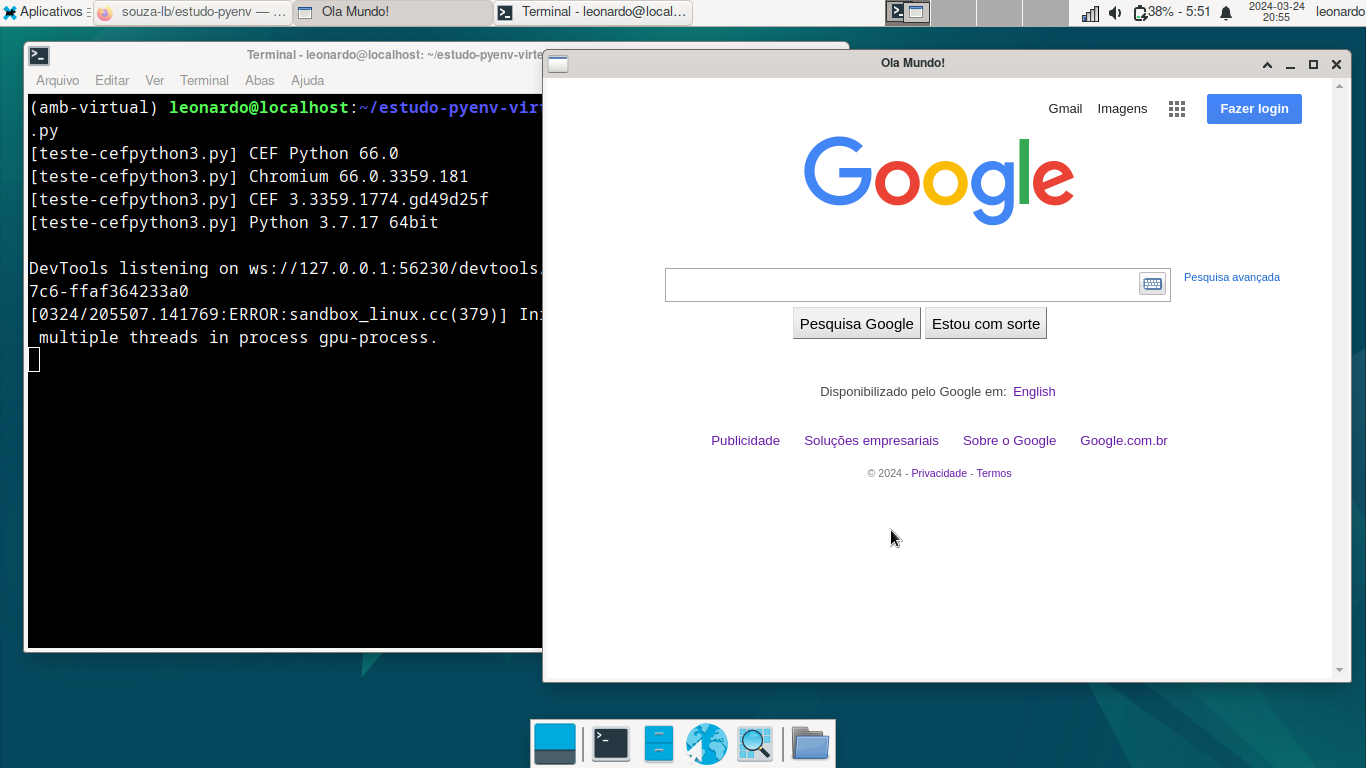 Aplicativos
souza-lb/estudo-pyenv — ...
Ola Mundo!
Terminal - leonardo@local...
38% - 5:51
2024-03-24
20:55
leonardo
Terminal - leonardo@localhost: ~/estudo-pyenv-virte
Arquivo Editar Ver Terminal Abas Ajuda
(amb-virtual) leonardo@localhost:~/estudo-pyenv-virt
.py
[teste-cefpython3.py] CEF Python 66.0
[teste-cefpython3.py] Chromium 66.0.3359.181
[teste-cefpython3.py] CEF 3.3359.1774.gd49d25f
[teste-cefpython3.py] Python 3.7.17 64bit
DevTools listening on ws://127.0.0.1:56230/devtools
7c6-ffaf364233a0
[0324/205507.141769:ERROR:sandbox_linux.cc(379)] Ini
multiple threads in process gpu-process.
Ola Mundo!
Gmail Imagens Fazer login
Google
Pesquisa avançada
Pesquisa Google Estou com sorte
Disponibilizado pelo Google em: English
Publicidade Soluções empresariais Sobre o Google Google.com.br
© 2024 - Privacidade - Termos